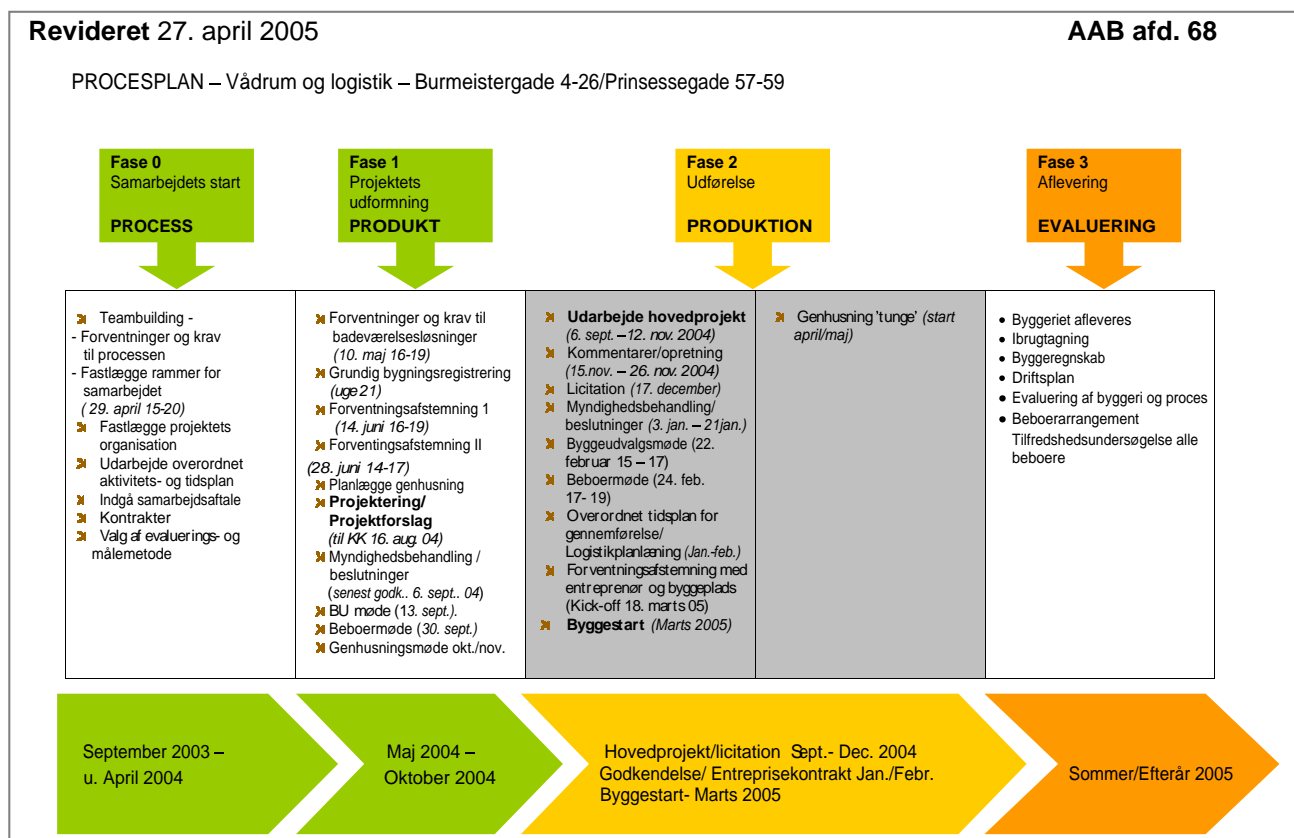 Revideret 27. april 2005
AAB afd. 68
PROCESPLAN – Vådrum og logistik – Burmeistergade 4-26/Prinsessegade 57-59
Fase 0
Samarbejdets start
PROCESS
Fase 1
Projektets
udformning
PRODUKT
Fase 2
Udførelse
PRODUKTION
Fase 3
Aflevering
EVALUERING
Teambuilding -
- Forventninger og krav
til processen
- Fastlægge rammer for
samarbejdet
( 29. april 15-20)
Fastlægge projektets
organisation
Udarbejde overordnet
aktivitets- og tidsplan
Indgå samarbejdsaftale
Kontrakter
Valg af evaluerings- og
målemetode
Forventninger og krav til
badeværelsesløsninger
(10. maj 16-19)
Grundig bygningsregistrering
(uge 21)
Forventningsafstemning 1
(14. juni 16-19)
Forventingsafstemning II
(28. juni 14-17)
Planlægge genhusning
Projektering/
Projektforslag
(til KK 16. aug. 04)
Myndighedsbehandling /
beslutninger
(senest godk.. 6. sept.. 04)
BU møde (13. sept.).
Beboermøde (30. sept.)
Genhusningsmøde okt./nov.
Udarbejde hovedprojekt
(6. sept. – 12. nov. 2004)
Kommentarer/opretning
(15.nov. – 26. nov. 2004)
Licitation (17. december)
Myndighedsbehandling/
beslutninger (3. jan. – 21jan.)
Byggeudvalgsmøde (22.
februar 15 – 17)
Beboermøde (24. feb.
17- 19)
Overordnet tidsplan for
gennemførelse/
Logistikplanlæning (Jan.-feb.)
Forventningsafstemning med
entreprenør og byggeplads
(Kick-off 18. marts 05)
Byggestart (Marts 2005)
Genhusning 'tunge' (start
april/maj)
• Byggeriet afleveres
• Ibrugtagning
• Byggeregnskab
• Driftsplan
• Evaluering af byggeri og proces
• Beboerarrangement
Tilfredshedsundersøgelse alle
beboere
September 2003 –
u. April 2004
Maj 2004 –
Oktober 2004
Hovedprojekt/licitation Sept.- Dec. 2004
Godkendelse/ Entreprisekontrakt Jan./Febr.
Byggestart- Marts 2005
Sommer/Efterår 2005